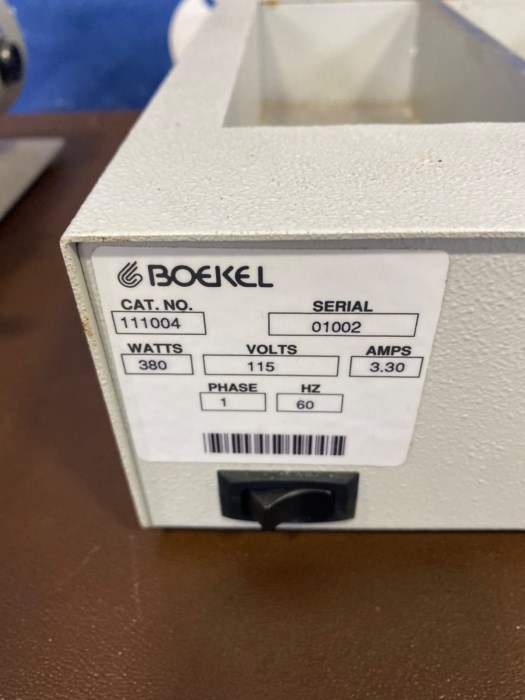 BOEKEL
CAT. NO. SERIAL
111004 01002
WATTS VOLTS AMPS
380 115 3.30
PHASE HZ
1 60